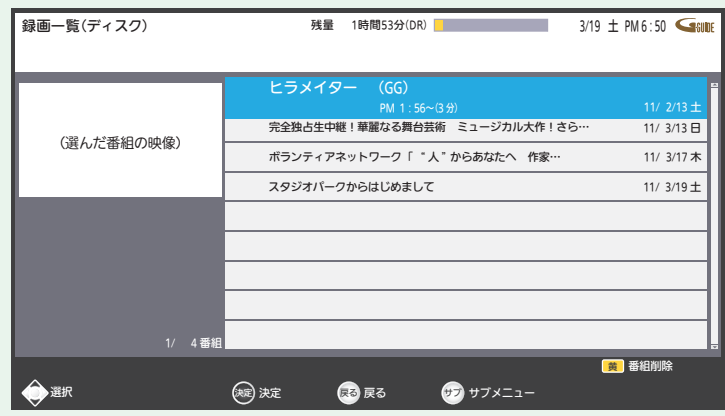 録画一覧(ディスク) 残量 1時間53分(DR) 3/19 土 PM 6:50 G-GUIDE
ヒラメイター (GG)
PM 1:56~(3分) 11/ 2/13 土
(選んだ番組の映像)
完全独占生中継！華麗なる舞台芸術 ミュージカル大作！さら… 11/ 3/13 日
ボランティアネットワーク「“人”からあなたへ 作家… 11/ 3/17 木
スタジオパークからはじめまして 11/ 3/19 土
1/ 4番組
黄 番組削除
選択 決定 決定 戻る 戻る サブ サブメニュー